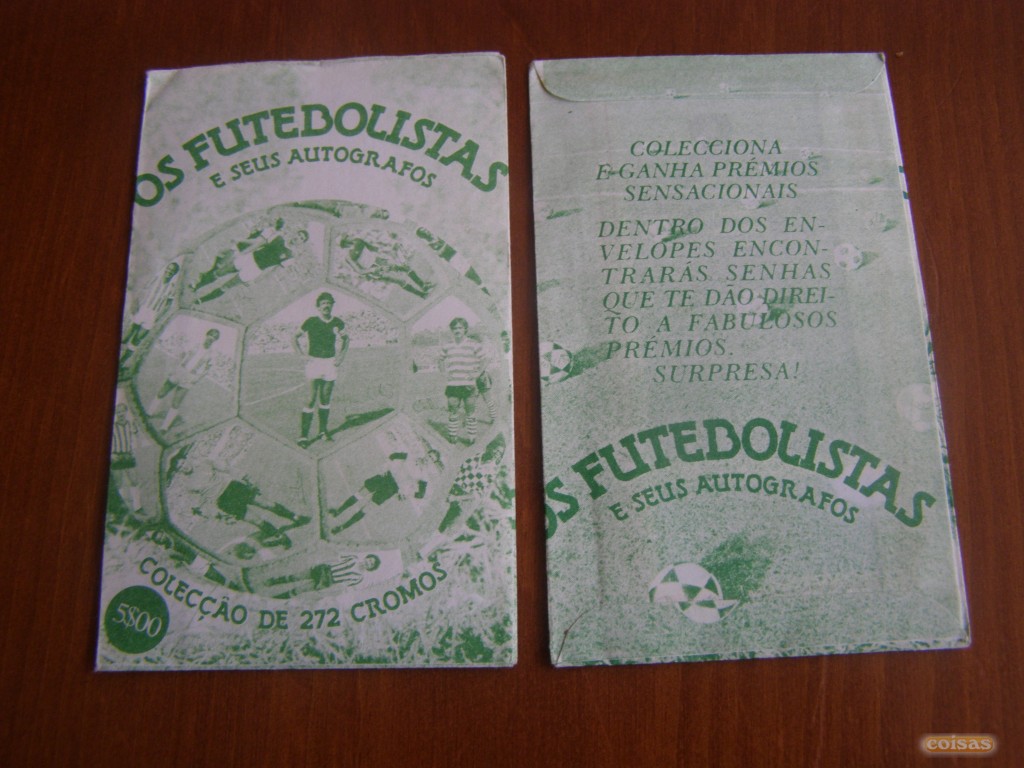 OS FUTEBOLISTAS
E SEUS AUTOGRAFOS
COLECÇÃO DE 272 CROMOS
5$00
COLECCIONA
E GANHA PRÉMIOS
SENSACIONAIS
DENTRO DOS EN-
VELOPES ENCON-
TRARÁS SENHAS
QUE TE DÃO DIREI-
TO A FABULOSOS
PRÉMIOS.
SURPRESA!
OS FUTEBOLISTAS
E SEUS AUTOGRAFOS
coisas